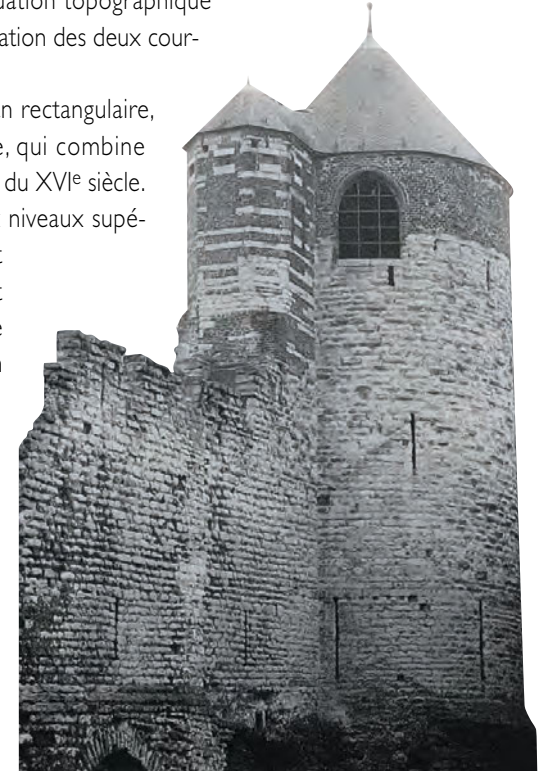 uation topographique
ation des deux cour-
n rectangulaire,
e, qui combine
du XVIe siècle.
niveaux supé-
t
t
e
n